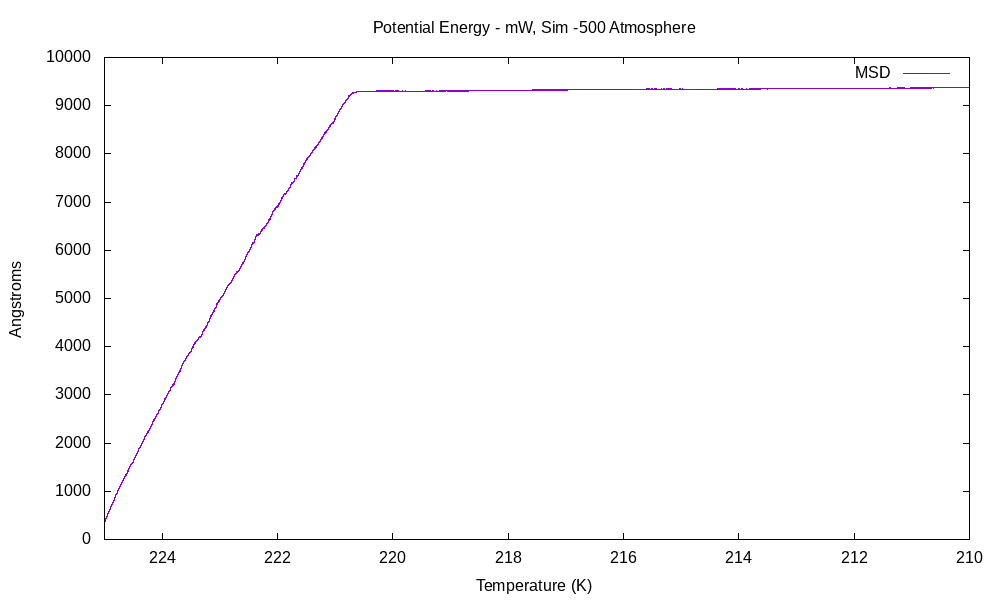 Potential Energy - mW, Sim -500 Atmosphere
MSD
10000
9000
8000
7000
6000
5000
4000
3000
2000
1000
0
Angstroms
224 222 220 218 216 214 212 210
Temperature (K)